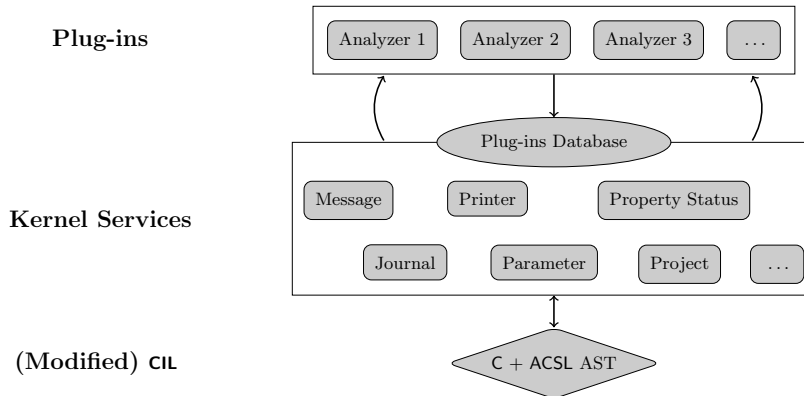 Plug-ins
Analyzer 1 Analyzer 2 Analyzer 3 ...
Plug-ins Database
Kernel Services
Message Printer Property Status
Journal Parameter Project ...
(Modified) CIL
C + ACSL AST